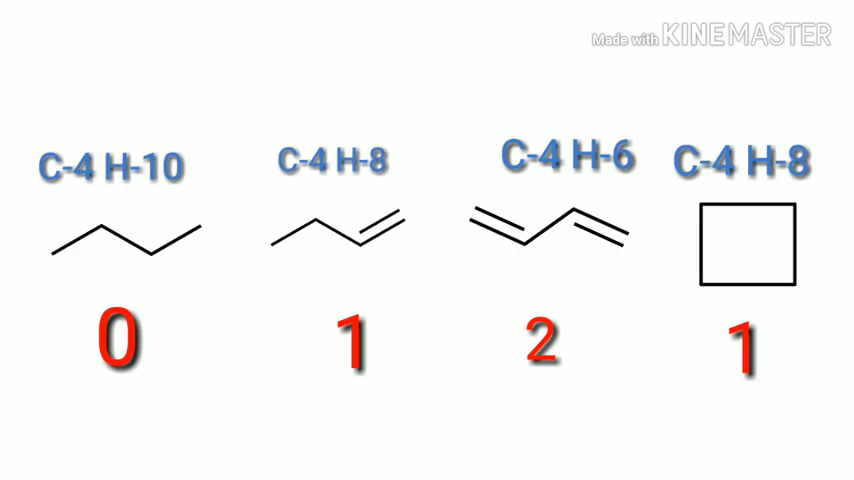 Made with KINEMASTER
C-4 H-10
C-4 H-8
C-4 H-6
C-4 H-8
0
1
2
1